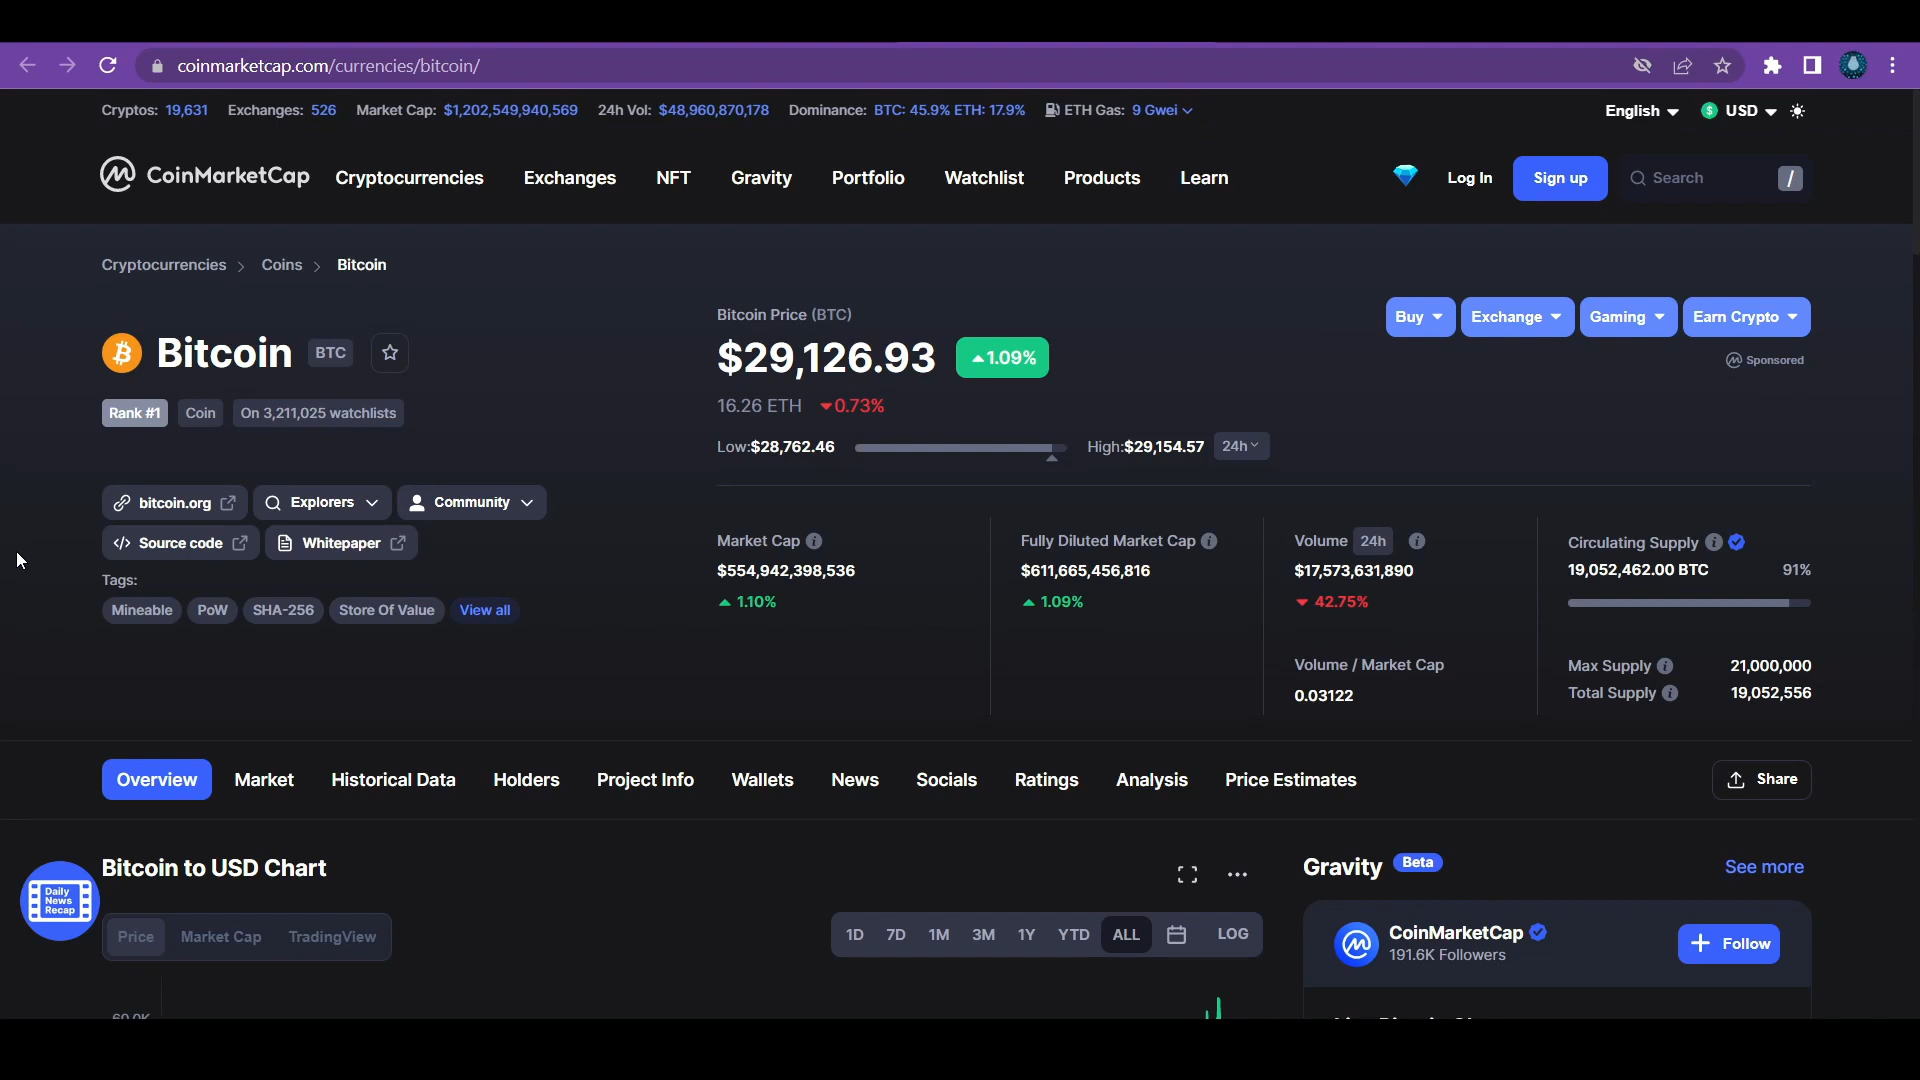 coinmarketcap.com/currencies/bitcoin/
Cryptos: 19,631 Exchanges: 526 Market Cap: $1,202,549,940,569 24h Vol: $48,960,870,178 Dominance: BTC: 45.9% ETH: 17.9% ETH Gas: 9 Gwei English USD
CoinMarketCap Cryptocurrencies Exchanges NFT Gravity Portfolio Watchlist Products Learn Log In Sign up Search /
Cryptocurrencies > Coins > Bitcoin
Bitcoin Price (BTC)
Buy Exchange Gaming Earn Crypto
Bitcoin BTC
$29,126.93 1.09%
Sponsored
Rank #1 Coin On 3,211,025 watchlists
16.26 ETH 0.73%
Low:$28,762.46 High:$29,154.57 24h
bitcoin.org Explorers Community
Source code Whitepaper
Tags:
Mineable PoW SHA-256 Store Of Value View all
Market Cap
$554,942,398,536
1.10%
Fully Diluted Market Cap
$611,665,456,816
1.09%
Volume 24h
$17,573,631,890
42.75%
Volume / Market Cap
0.03122
Circulating Supply
19,052,462.00 BTC 91%
Max Supply 21,000,000
Total Supply 19,052,556
Overview Market Historical Data Holders Project Info Wallets News Socials Ratings Analysis Price Estimates Share
Bitcoin to USD Chart
Daily
News
Recap
Price Market Cap TradingView
1D 7D 1M 3M 1Y YTD ALL LOG
60.0K
Gravity Beta See more
CoinMarketCap
191.6K Followers
+ Follow